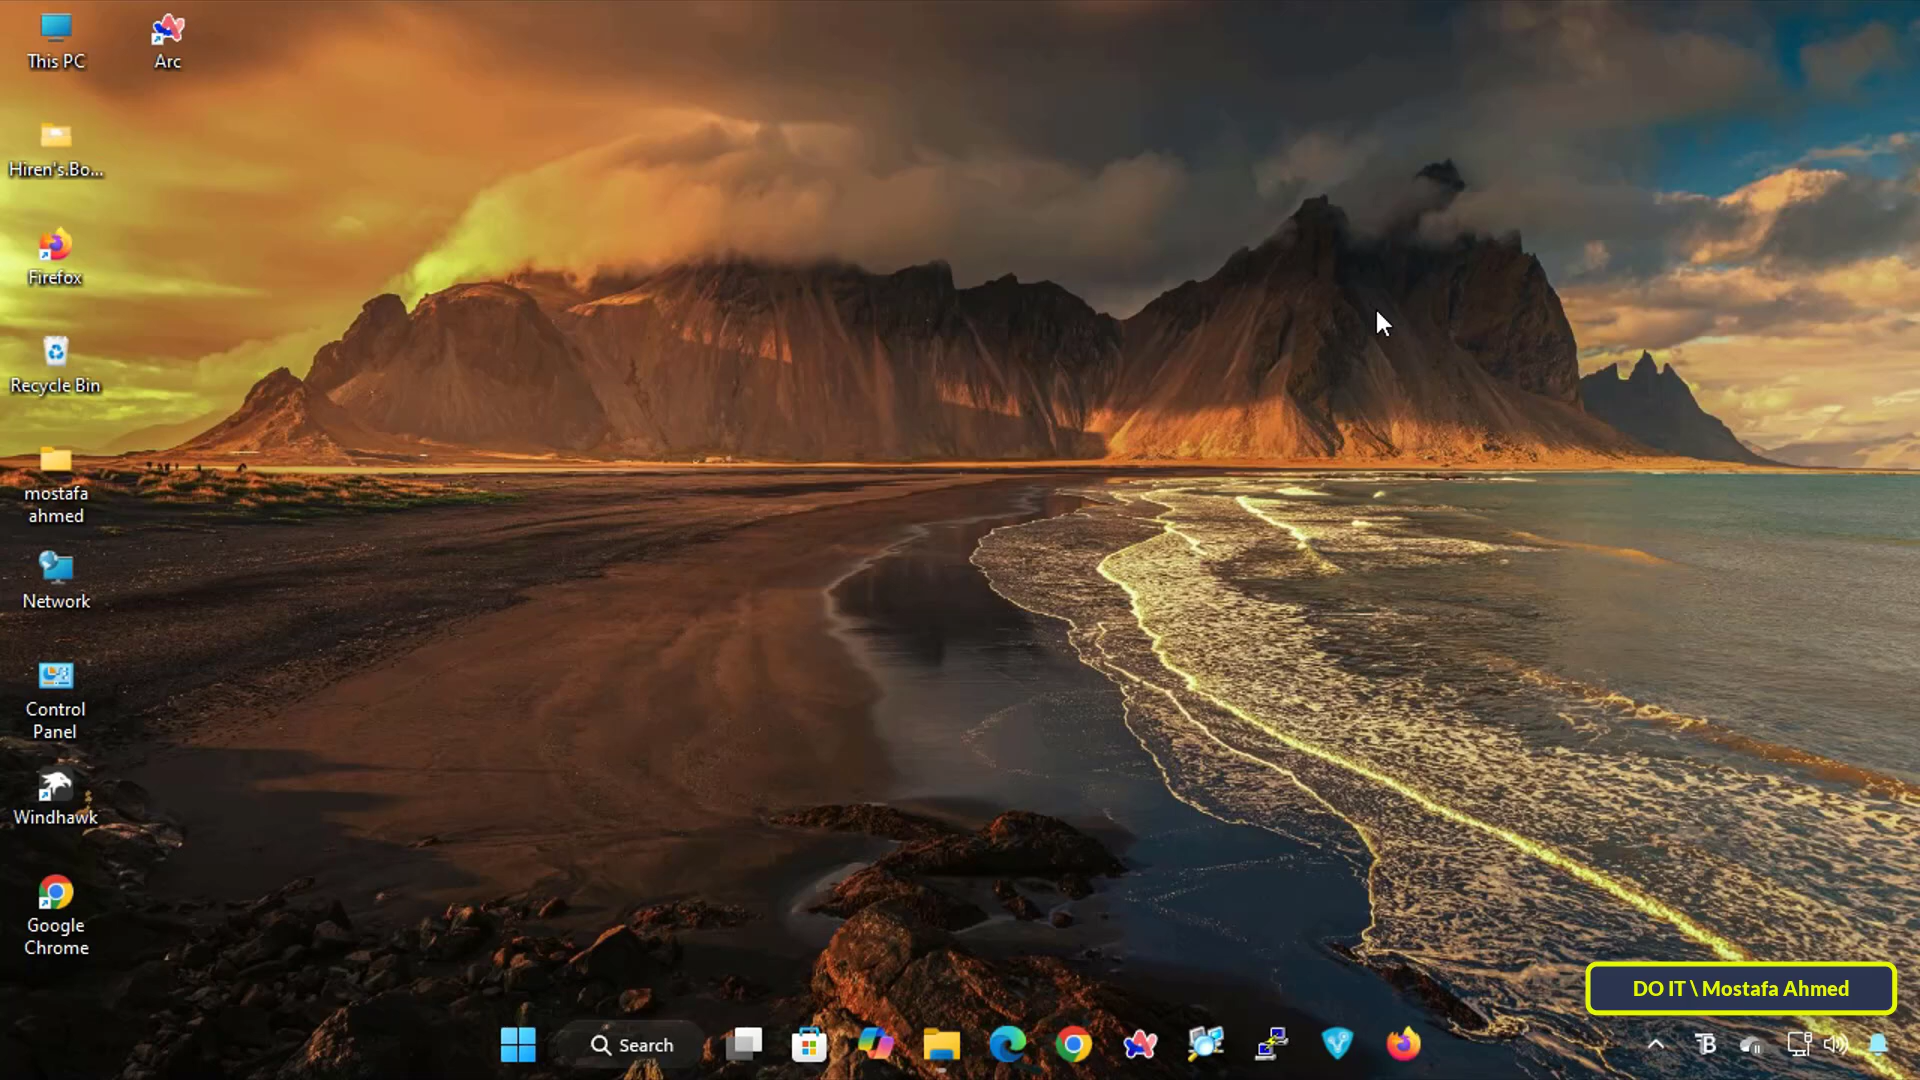 This PC
Arc
Hiren's.Bo...
Firefox
Recycle Bin
mostafa
ahmed
Network
Control
Panel
Windhawk
Google
Chrome
DO IT \ Mostafa Ahmed
Search